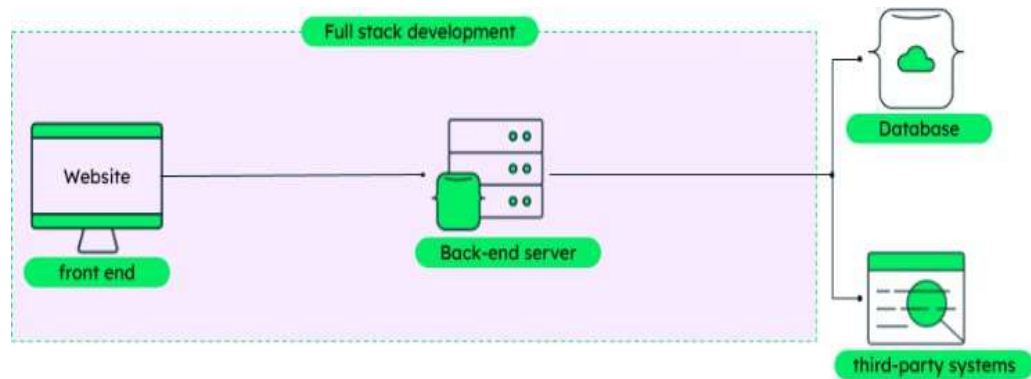 Full stack development
Website
front end
Back-end server
Database
third-party systems